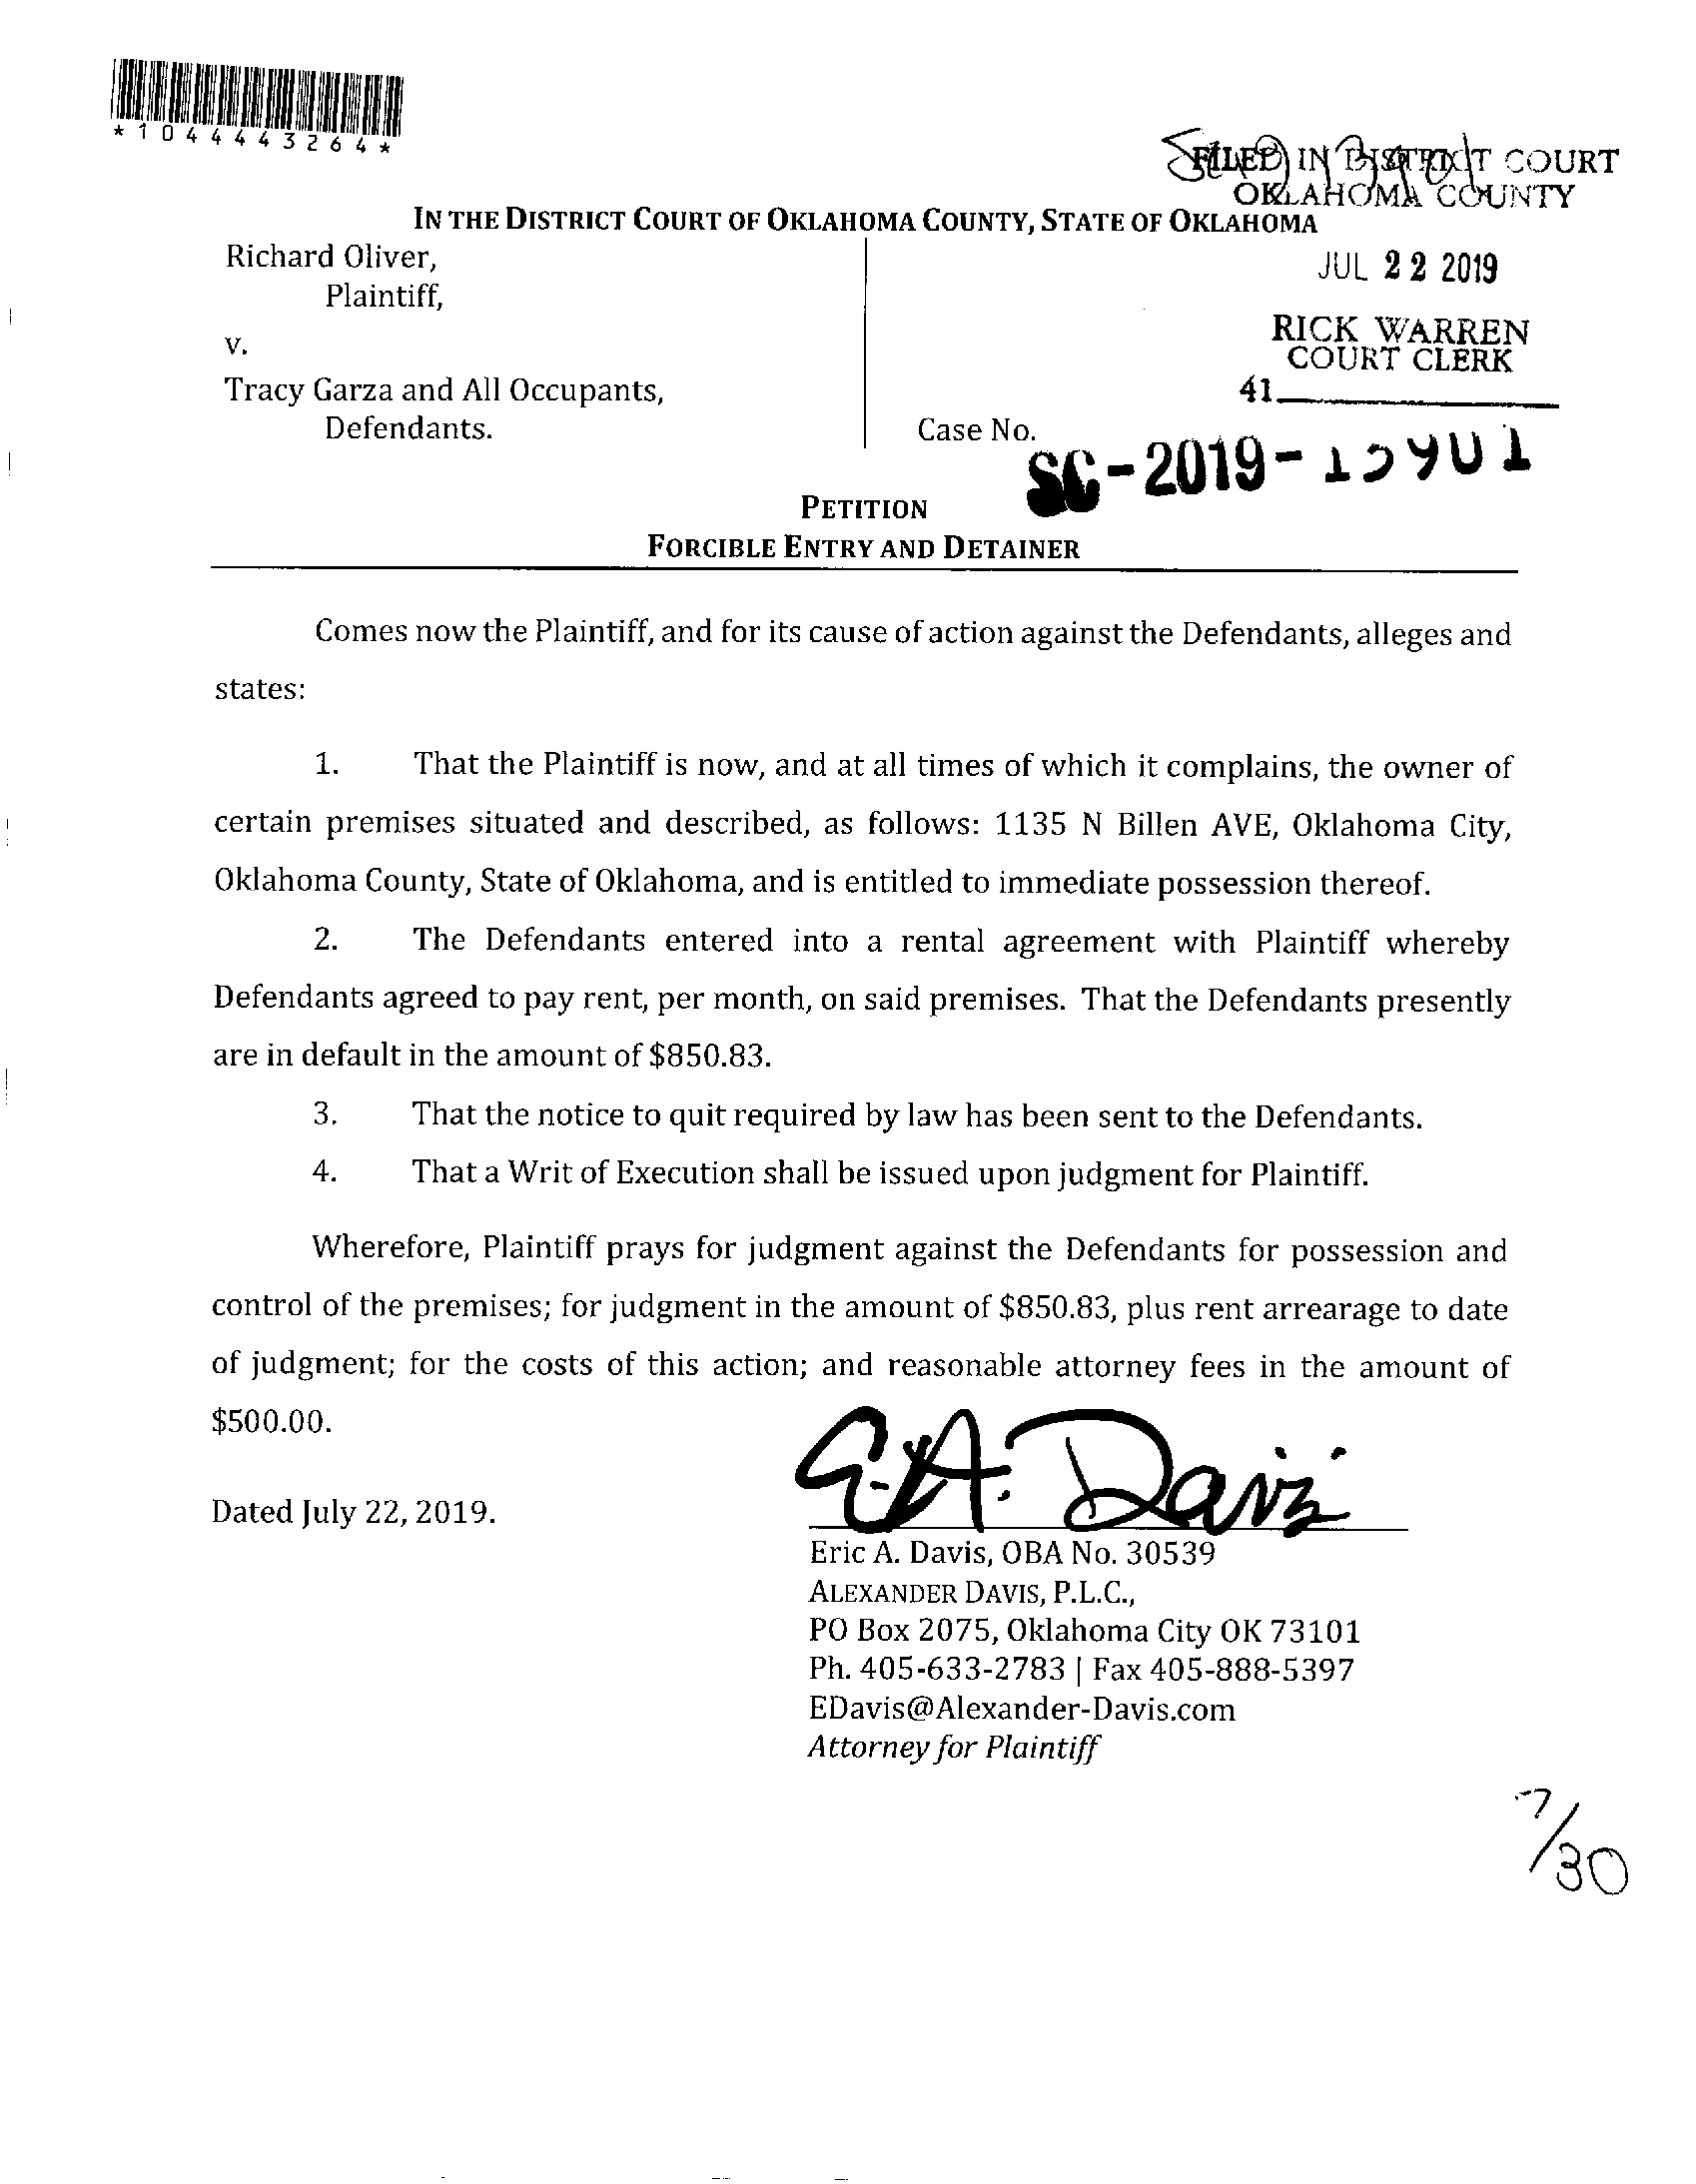 *1044443264*
FILED IN DISTRICT COURT
OKLAHOMA COUNTY
IN THE DISTRICT COURT OF OKLAHOMA COUNTY, STATE OF OKLAHOMA
Richard Oliver,
Plaintiff,
v.
Tracy Garza and All Occupants,
Defendants.
JUL 22 2019
RICK WARREN
COURT CLERK
41
Case No.
SC-2019-
PETITION
FORCIBLE ENTRY AND DETAINER
Comes now the Plaintiff, and for its cause of action against the Defendants, alleges and
states:
1. That the Plaintiff is now, and at all times of which it complains, the owner of
certain premises situated and described, as follows: 1135 N Billen AVE, Oklahoma City,
Oklahoma County, State of Oklahoma, and is entitled to immediate possession thereof.
2. The Defendants entered into a rental agreement with Plaintiff whereby
Defendants agreed to pay rent, per month, on said premises. That the Defendants presently
are in default in the amount of $850.83.
3. That the notice to quit required by law has been sent to the Defendants.
4. That a Writ of Execution shall be issued upon judgment for Plaintiff.
Wherefore, Plaintiff prays for judgment against the Defendants for possession and
control of the premises; for judgment in the amount of $850.83, plus rent arrearage to date
of judgment; for the costs of this action; and reasonable attorney fees in the amount of
$500.00.
Dated July 22, 2019.
E.A. Davis
Eric A. Davis, OBA No. 30539
ALEXANDER DAVIS, P.L.C.,
PO Box 2075, Oklahoma City OK 73101
Ph. 405-633-2783 | Fax 405-888-5397
EDavis@Alexander-Davis.com
Attorney for Plaintiff
7/30